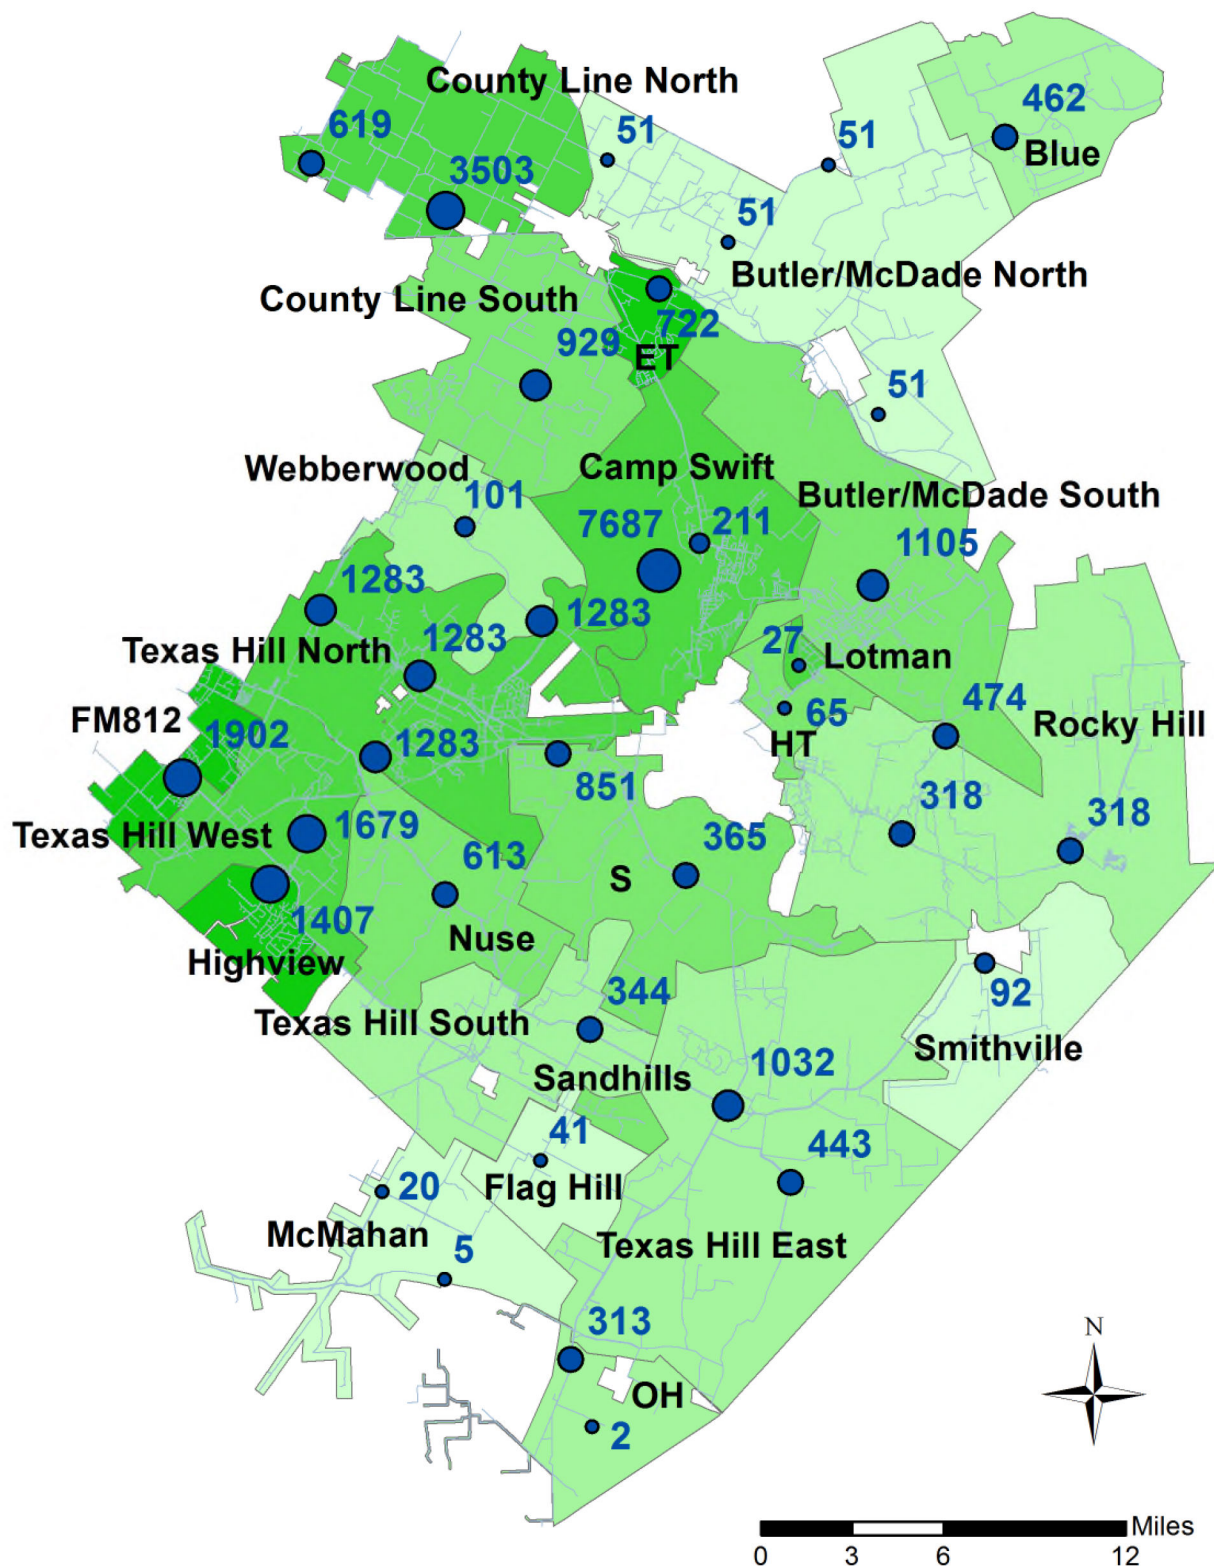 County Line North
619
3503
51
51
462
Blue
51
Butler/McDade North
County Line South
929
722
ET
51
Webberwood
101
Camp Swift
7687
211
Butler/McDade South
1105
1283
1283
1283
Texas Hill North
27
Lotman
65
HT
474
Rocky Hill
FM812
1902
1283
851
318
318
Texas Hill West
1679
613
365
S
1407
Highview
Nuse
344
92
Smithville
Texas Hill South
Sandhills
1032
41
443
Flag Hill
20
McMahan
5
Texas Hill East
313
OH
2
N
Miles
0 3 6 12